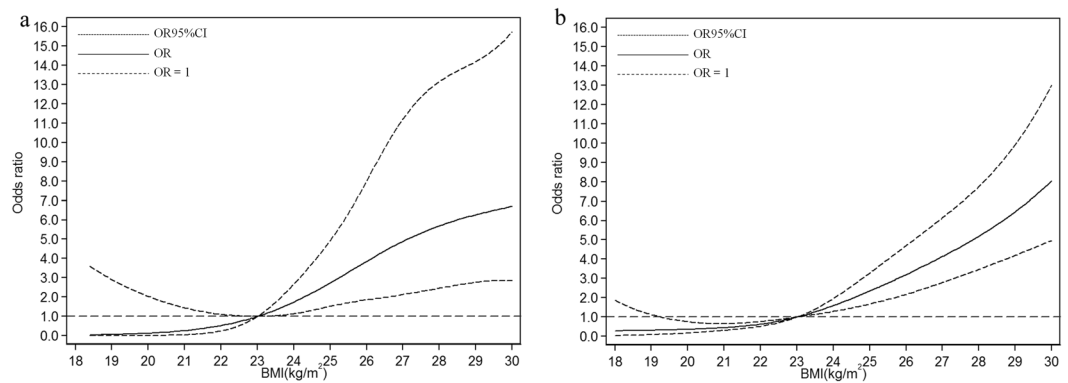 a
16.0
15.0
14.0
13.0
12.0
11.0
10.0
9.0
8.0
7.0
6.0
5.0
4.0
3.0
2.0
1.0
0.0
Odds ratio
OR95%CI
OR
OR = 1
18 19 20 21 22 23 24 25 26 27 28 29 30
BMI(kg/m²)
b
16.0
15.0
14.0
13.0
12.0
11.0
10.0
9.0
8.0
7.0
6.0
5.0
4.0
3.0
2.0
1.0
0.0
Odds ratio
OR95%CI
OR
OR = 1
18 19 20 21 22 23 24 25 26 27 28 29 30
BMI(kg/m²)